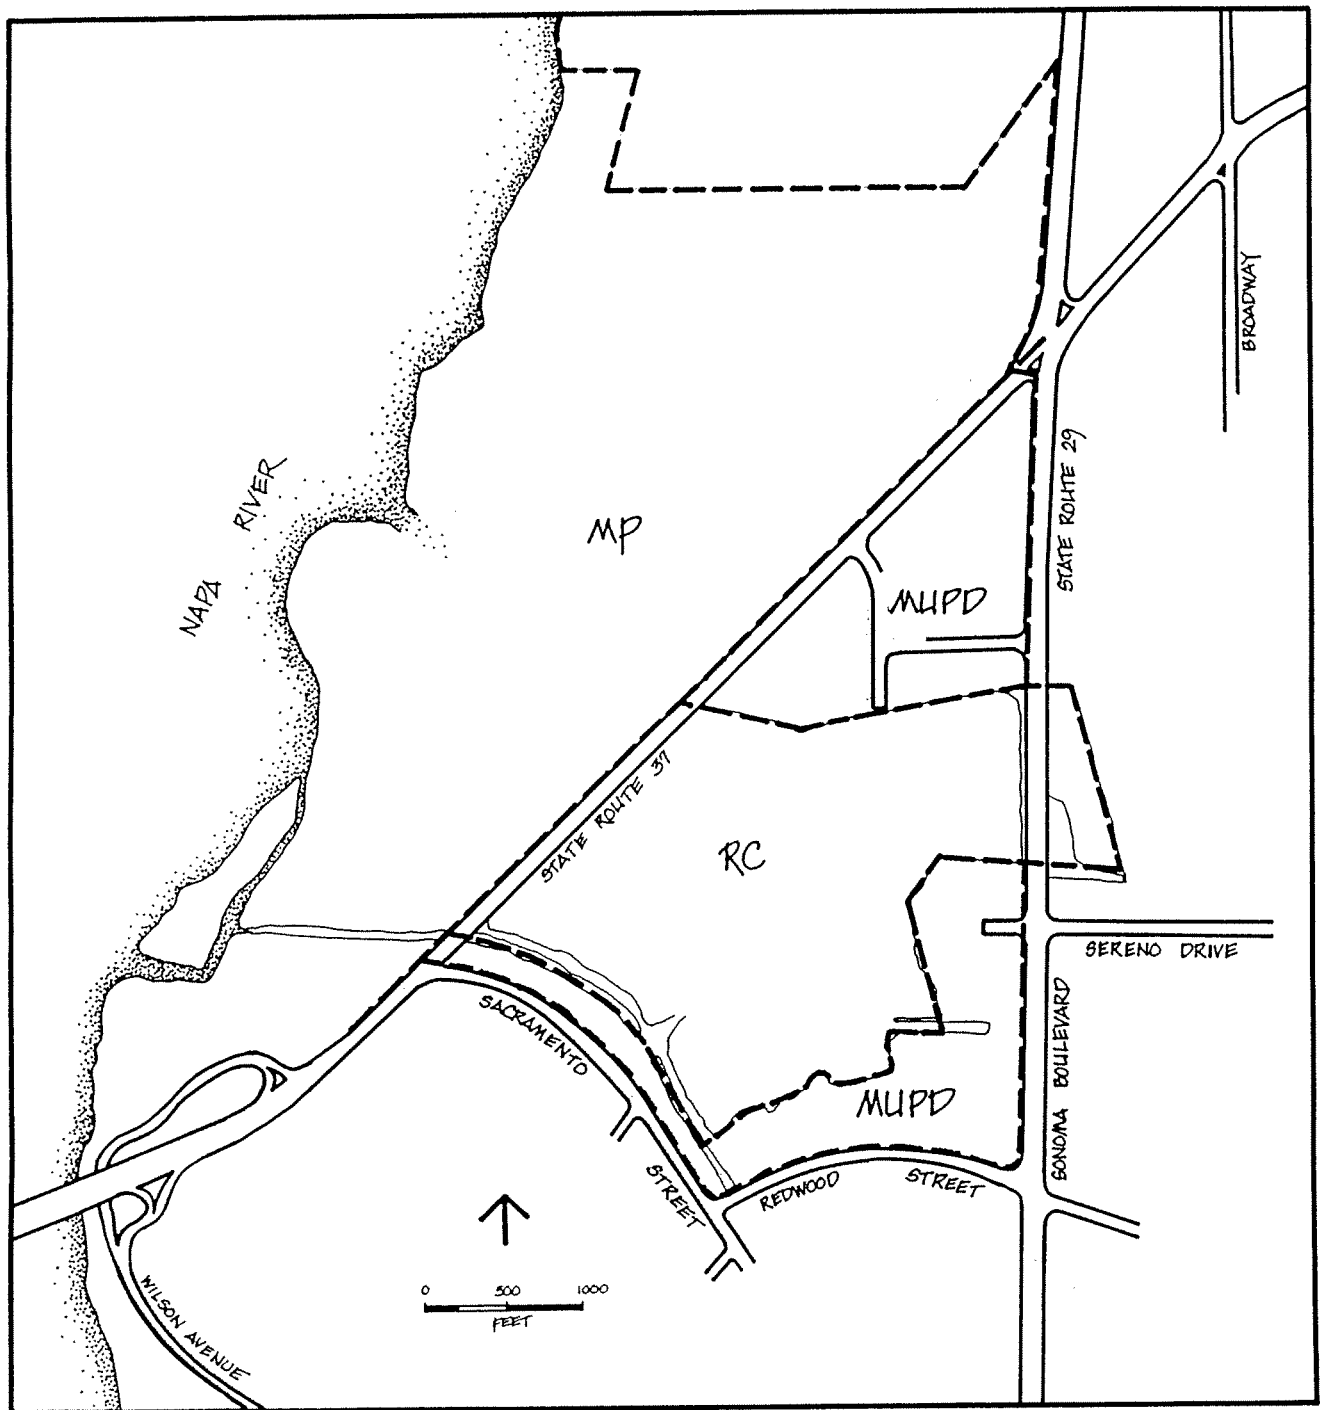 BROADWAY
STATE ROUTE 29
NAPA RIVER
MP
MUPD
STATE ROUTE 37
RC
SERENO DRIVE
SACRAMENTO STREET
SONOMA BOULEVARD
MUPD
REDWOOD STREET
WILSON AVENUE
0 500 1000
FEET